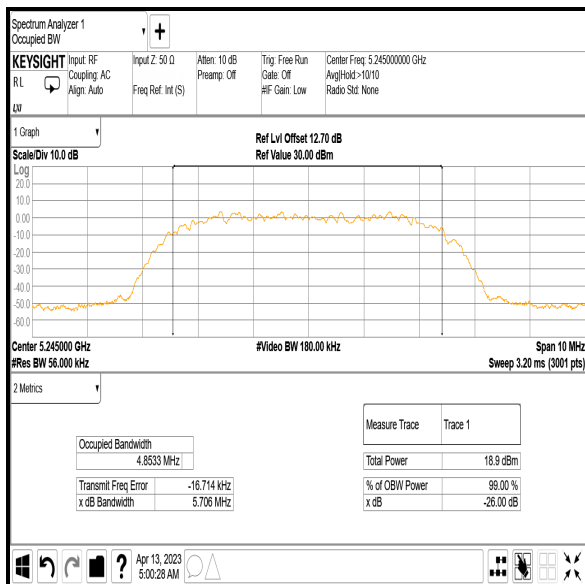 Spectrum Analyzer 1
Occupied BW
KEYSIGHT
R L
LXI
Input: RF
Coupling: AC
Align: Auto
Input Z: 50 Ω
Freq Ref: Int (S)
Atten: 10 dB
Preamp: Off
Trig: Free Run
Gate: Off
#IF Gain: Low
Center Freq: 5.245000000 GHz
Avg|Hold:>10/10
Radio Std: None
1 Graph
Scale/Div 10.0 dB
Ref Lvl Offset 12.70 dB
Ref Value 30.00 dBm
Log
20.0
10.0
0.00
-10.0
-20.0
-30.0
-40.0
-50.0
-60.0
Center 5.245000 GHz
#Res BW 56.000 kHz
#Video BW 180.00 kHz
Span 10 MHz
Sweep 3.20 ms (3001 pts)
2 Metrics
Occupied Bandwidth
4.8533 MHz
Transmit Freq Error -16.714 kHz
x dB Bandwidth 5.706 MHz
Measure Trace Trace 1
Total Power 18.9 dBm
% of OBW Power 99.00 %
x dB -26.00 dB
?
Apr 13, 2023
5:00:28 AM